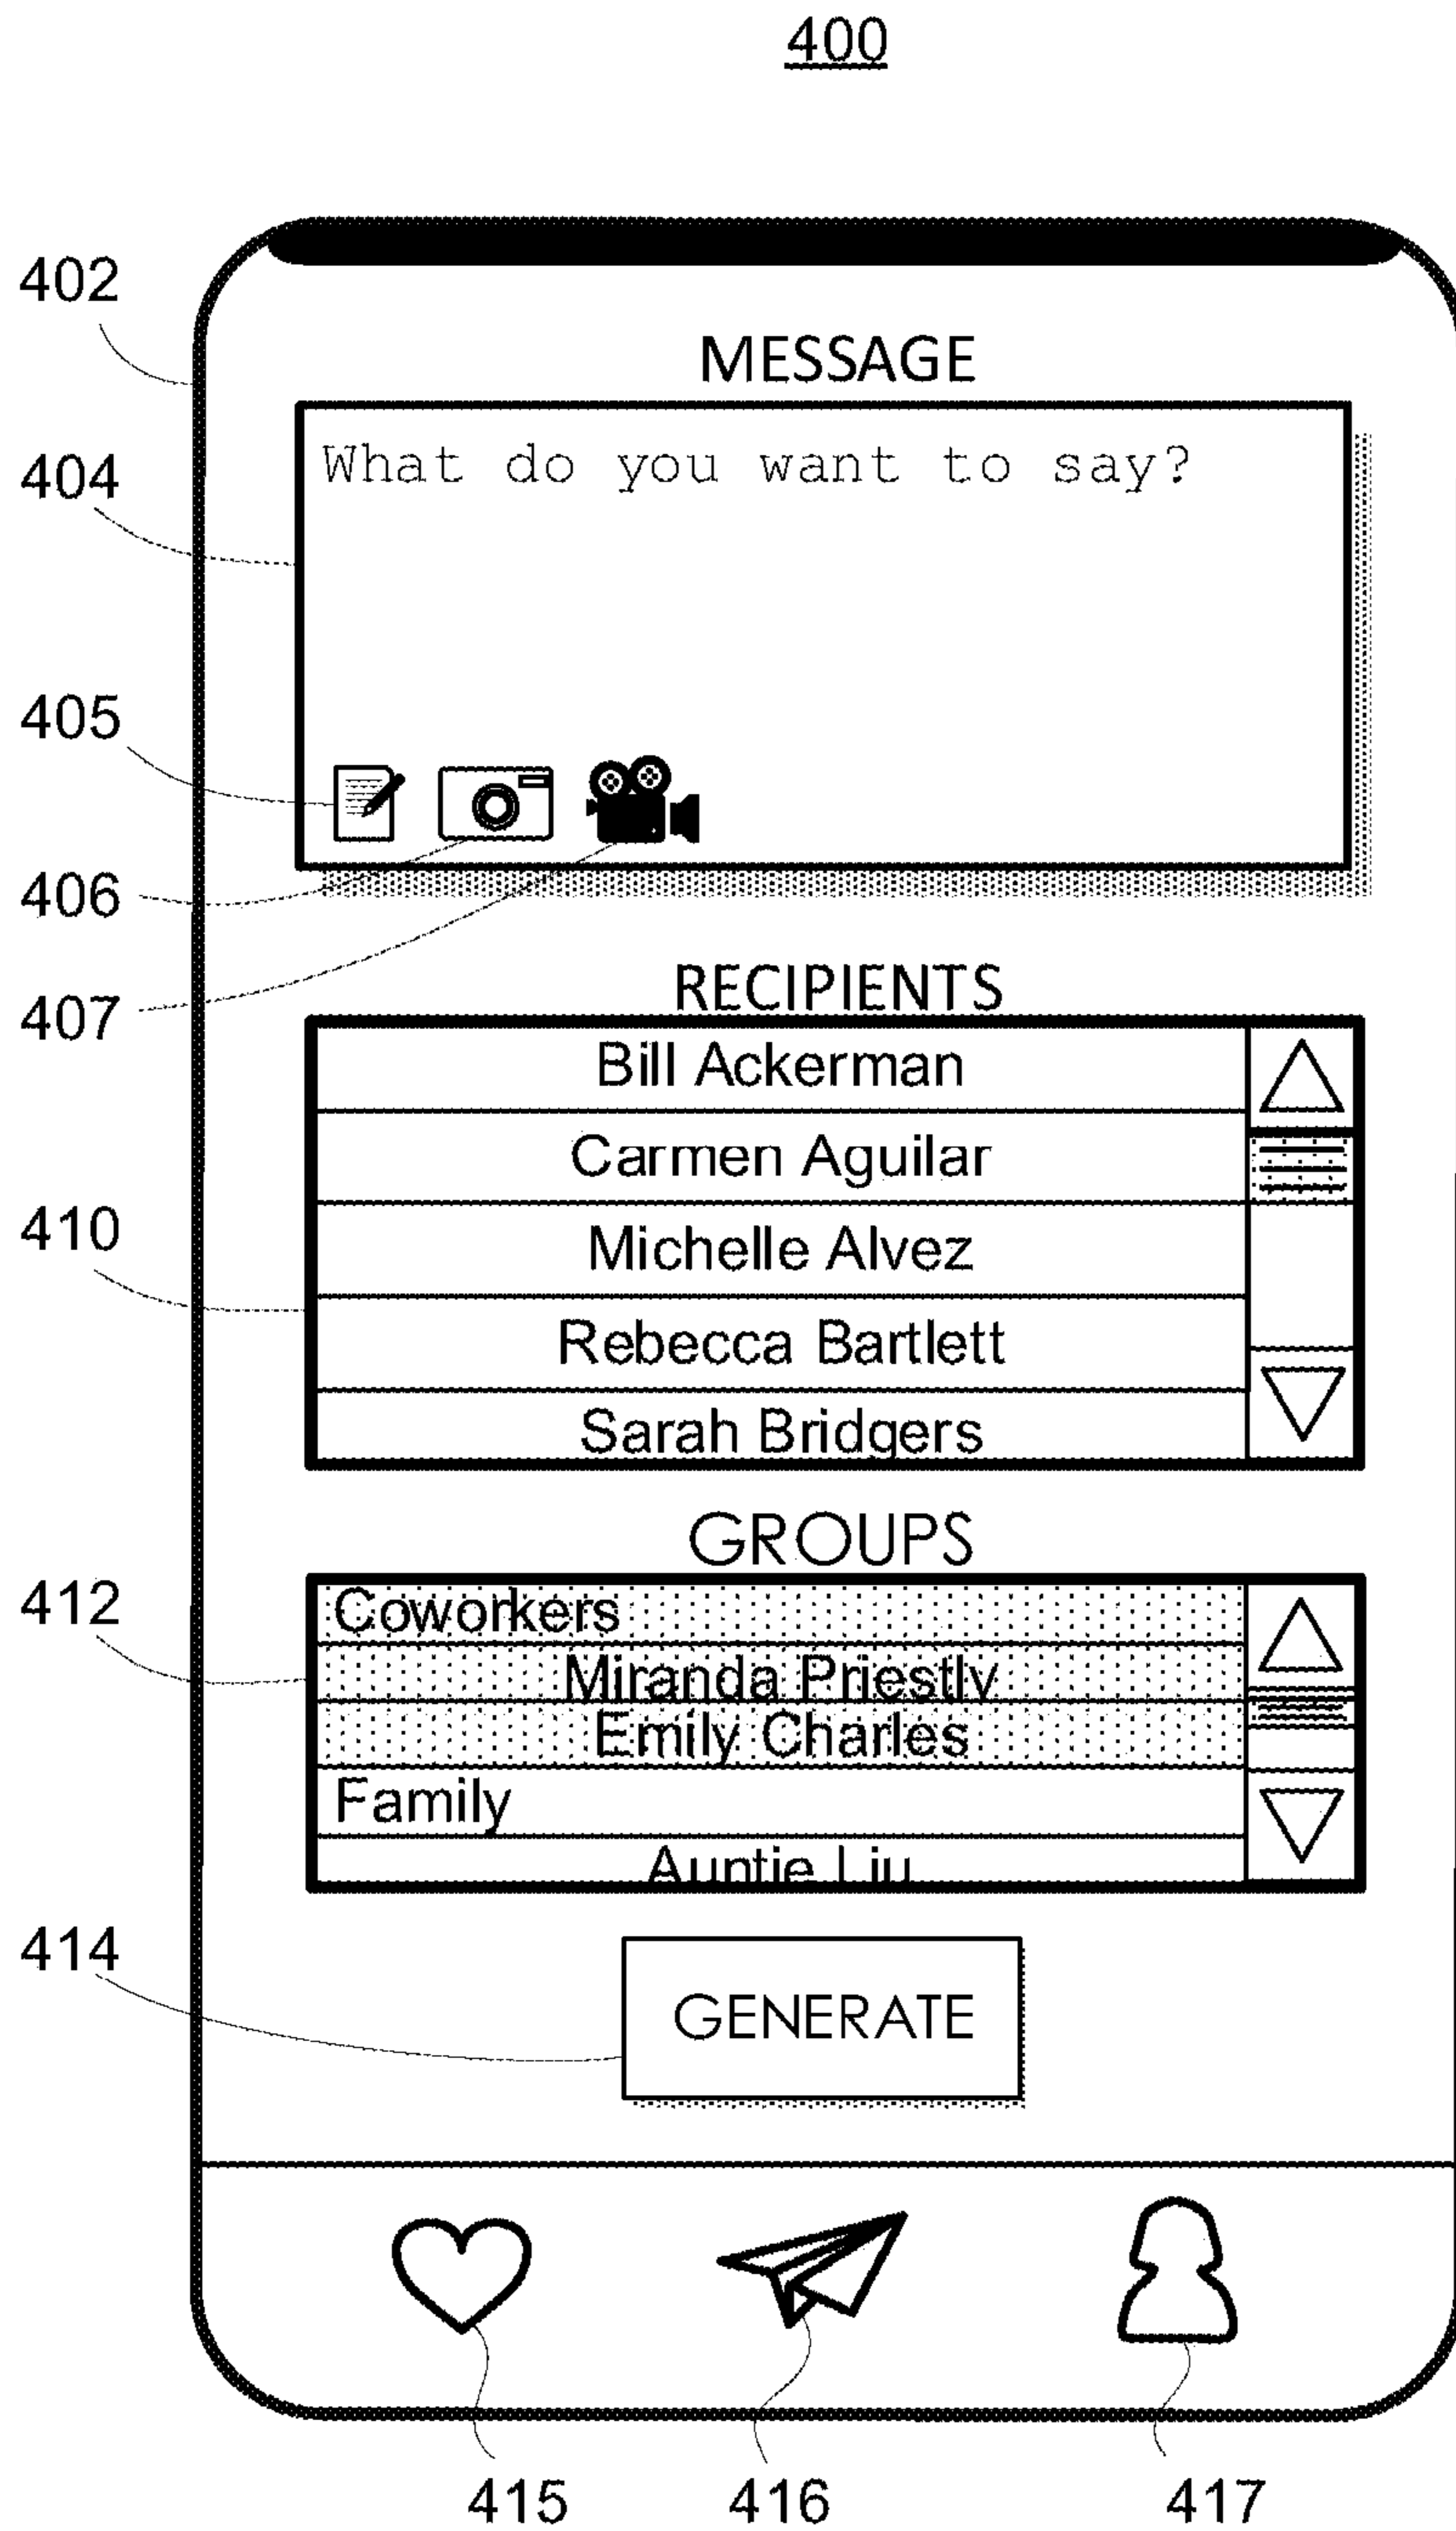 400
402
MESSAGE
404
What do you want to say?
405
406
407
RECIPIENTS
Bill Ackerman
Carmen Aguilar
410
Michelle Alvez
Rebecca Bartlett
Sarah Bridgers
GROUPS
412
Coworkers
Miranda Priestly
Emily Charles
Family
Auntie Liu
414
GENERATE
415
416
417